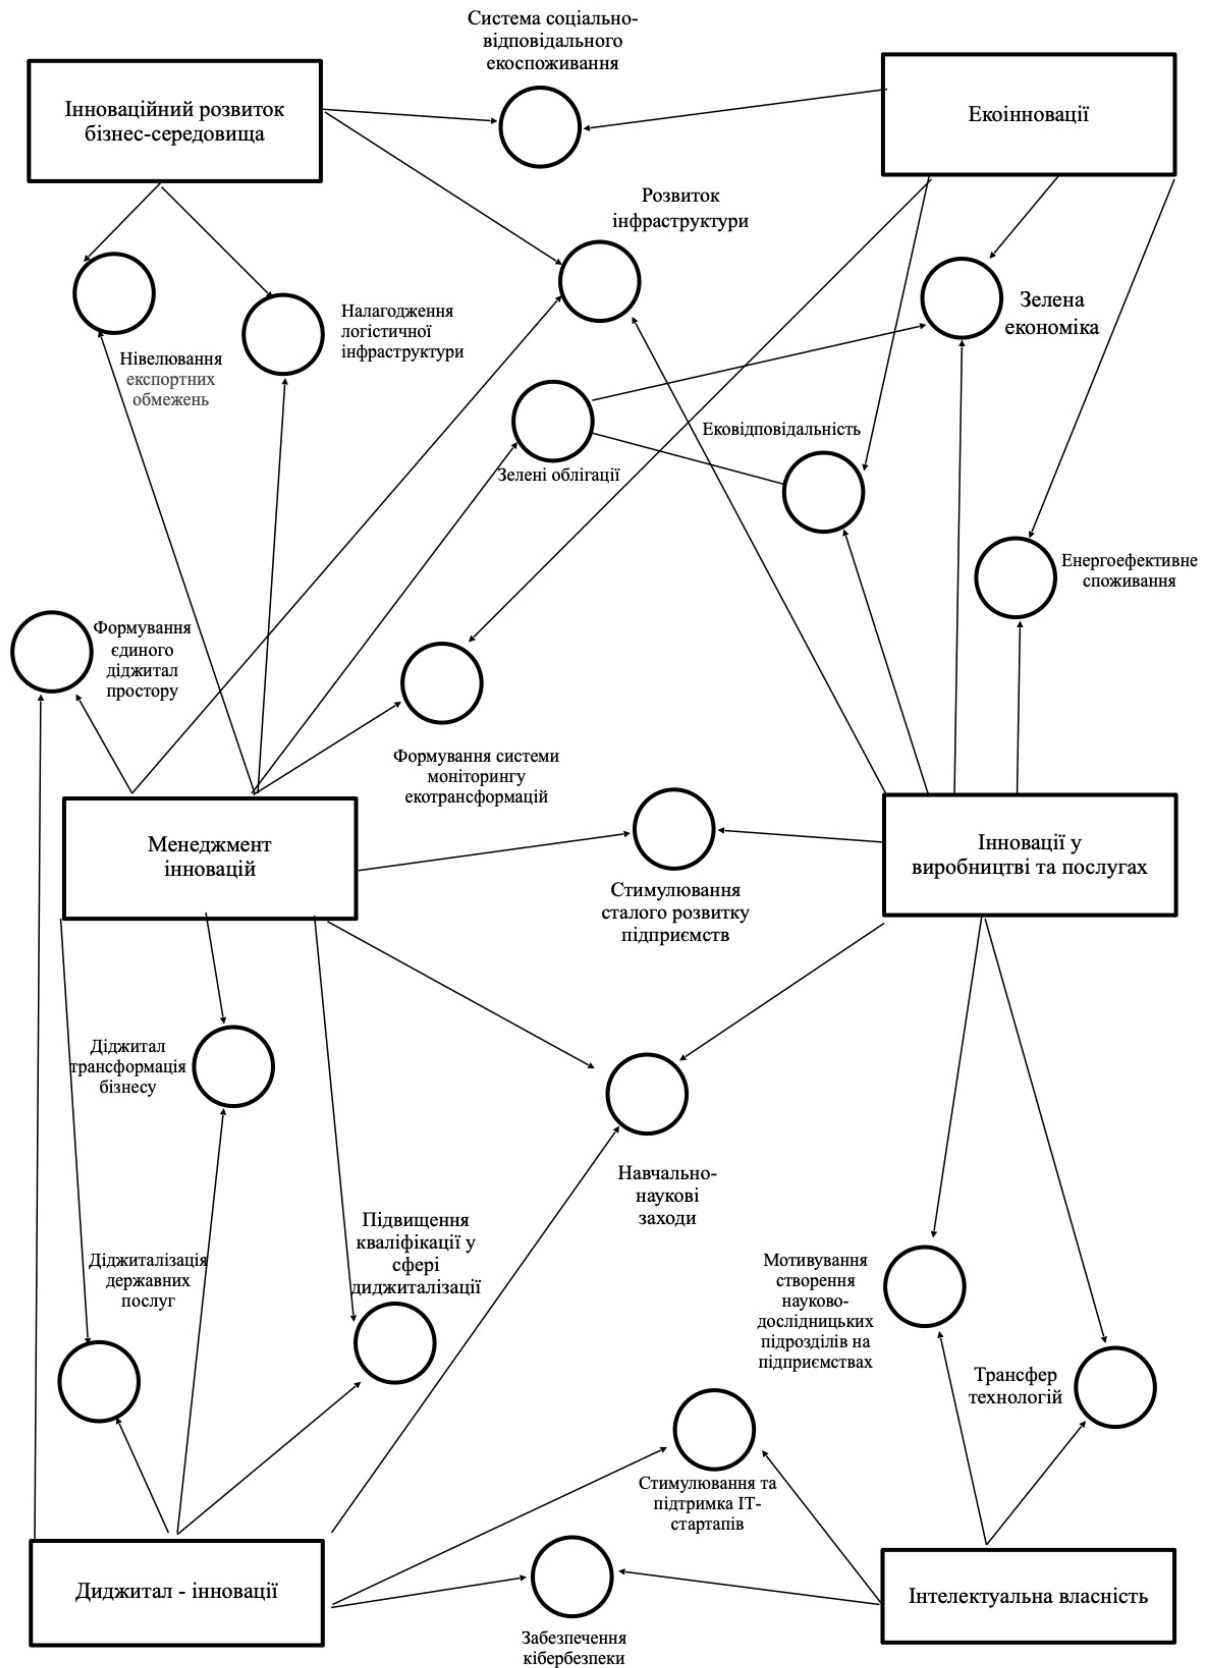 Система соціально-
відповідального
екоспоживання
Інноваційний розвиток
бізнес-середовища
Екоінновації
Розвиток
інфраструктури
Налагодження
логістичної
інфраструктури
Зелена
економіка
Нівелювання
експортних
обмежень
Ековідповідальність
Зелені облігації
Енергоефективне
споживання
Формування
єдиного
діджитал
простору
Формування системи
моніторингу
екотрансформацій
Менеджмент
інновацій
Інновації у
виробництві та послугах
Стимулювання
сталого розвитку
підприємств
Діджитал
трансформація
бізнесу
Навчально-
наукові
заходи
Підвищення
кваліфікації у
сфері
диджиталізації
Діджиталізація
державних
послуг
Мотивування
створення
науково-
дослідницьких
підрозділів на
підприємствах
Трансфер
технологій
Стимулювання та
підтримка ІТ-
стартапів
Диджитал - інновації
Інтелектуальна власність
Забезпечення
кібербезпеки